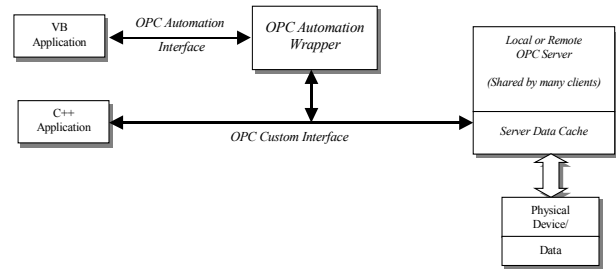 VB
Application
OPC Automation
Interface
OPC Automation
Wrapper
Local or Remote
OPC Server
(Shared by many clients)
C++
Application
OPC Custom Interface
Server Data Cache
Physical
Device/
Data